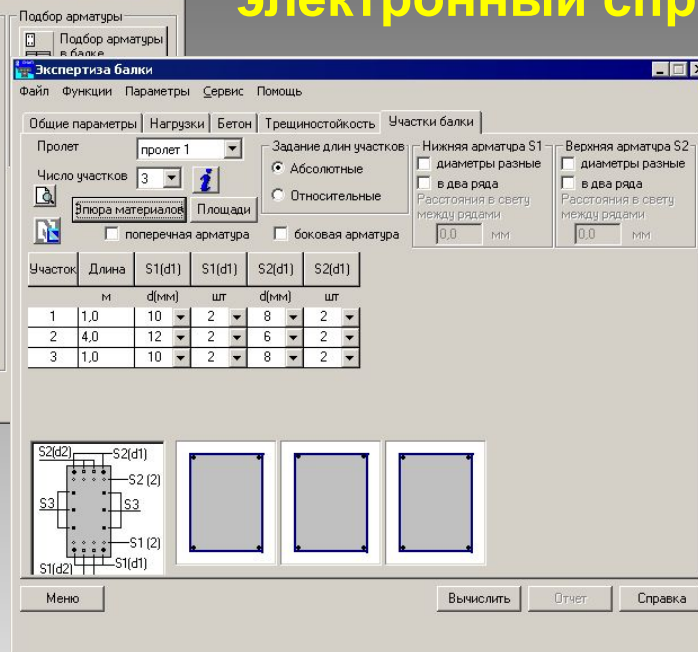 электронный спр
Подбор арматуры
Подбор арматуры
в балке
Экспертиза балки
Файл Функции Параметры Сервис Помощь
Общие параметры Нагрузки Бетон Трещиностойкость Участки балки
Пролет пролет 1
Число участков 3
Эпюра материалов Площади
Задание длин участков
Абсолютные
Относительные
Нижняя арматура S1
диаметры разные
в два ряда
Расстояния в свету
между рядами
0,0 мм
Верхняя арматура S2
диаметры разные
в два ряда
Расстояния в свету
между рядами
0,0 мм
поперечная арматура боковая арматура
Участок Длина S1(d1) S1(d1) S2(d1) S2(d1)
м d(мм) шт d(мм) шт
1 1,0 10 2 8 2
2 4,0 12 2 6 2
3 1,0 10 2 8 2
S2(d2) S2(d1)
S2 (2)
S3 S3
S1 (2)
S1(d2) S1(d1)
Меню Вычислить Отчет Справка